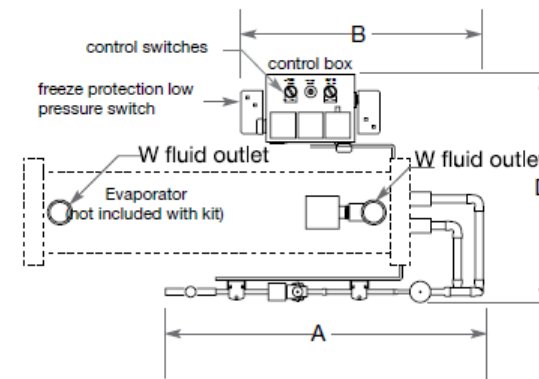 B
control switches
control box
freeze protection low
pressure switch
W fluid outlet
W fluid outlet
D
Evaporator
(not included with kit)
A